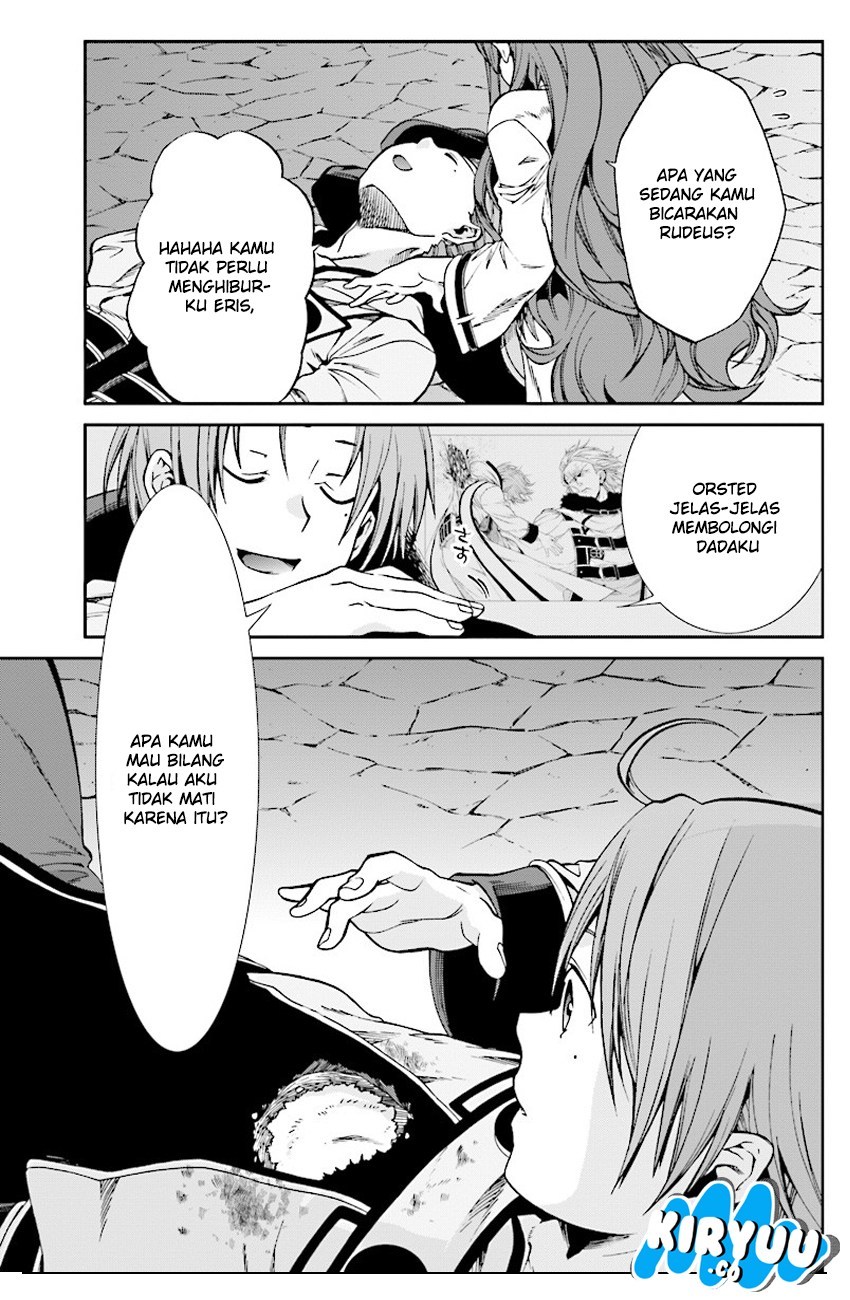 APA YANG
SEDANG KAMU
BICARAKAN
RUDEUS?
HAHAHA KAMU
TIDAK PERLU
MENGHIBUR-
KU ERIS,
ORSTED
JELAS-JELAS
MEMBOLONGI
DADAKU
APA KAMU
MAU BILANG
KALAU AKU
TIDAK MATI
KARENA ITU?
KIRYUU
.CO